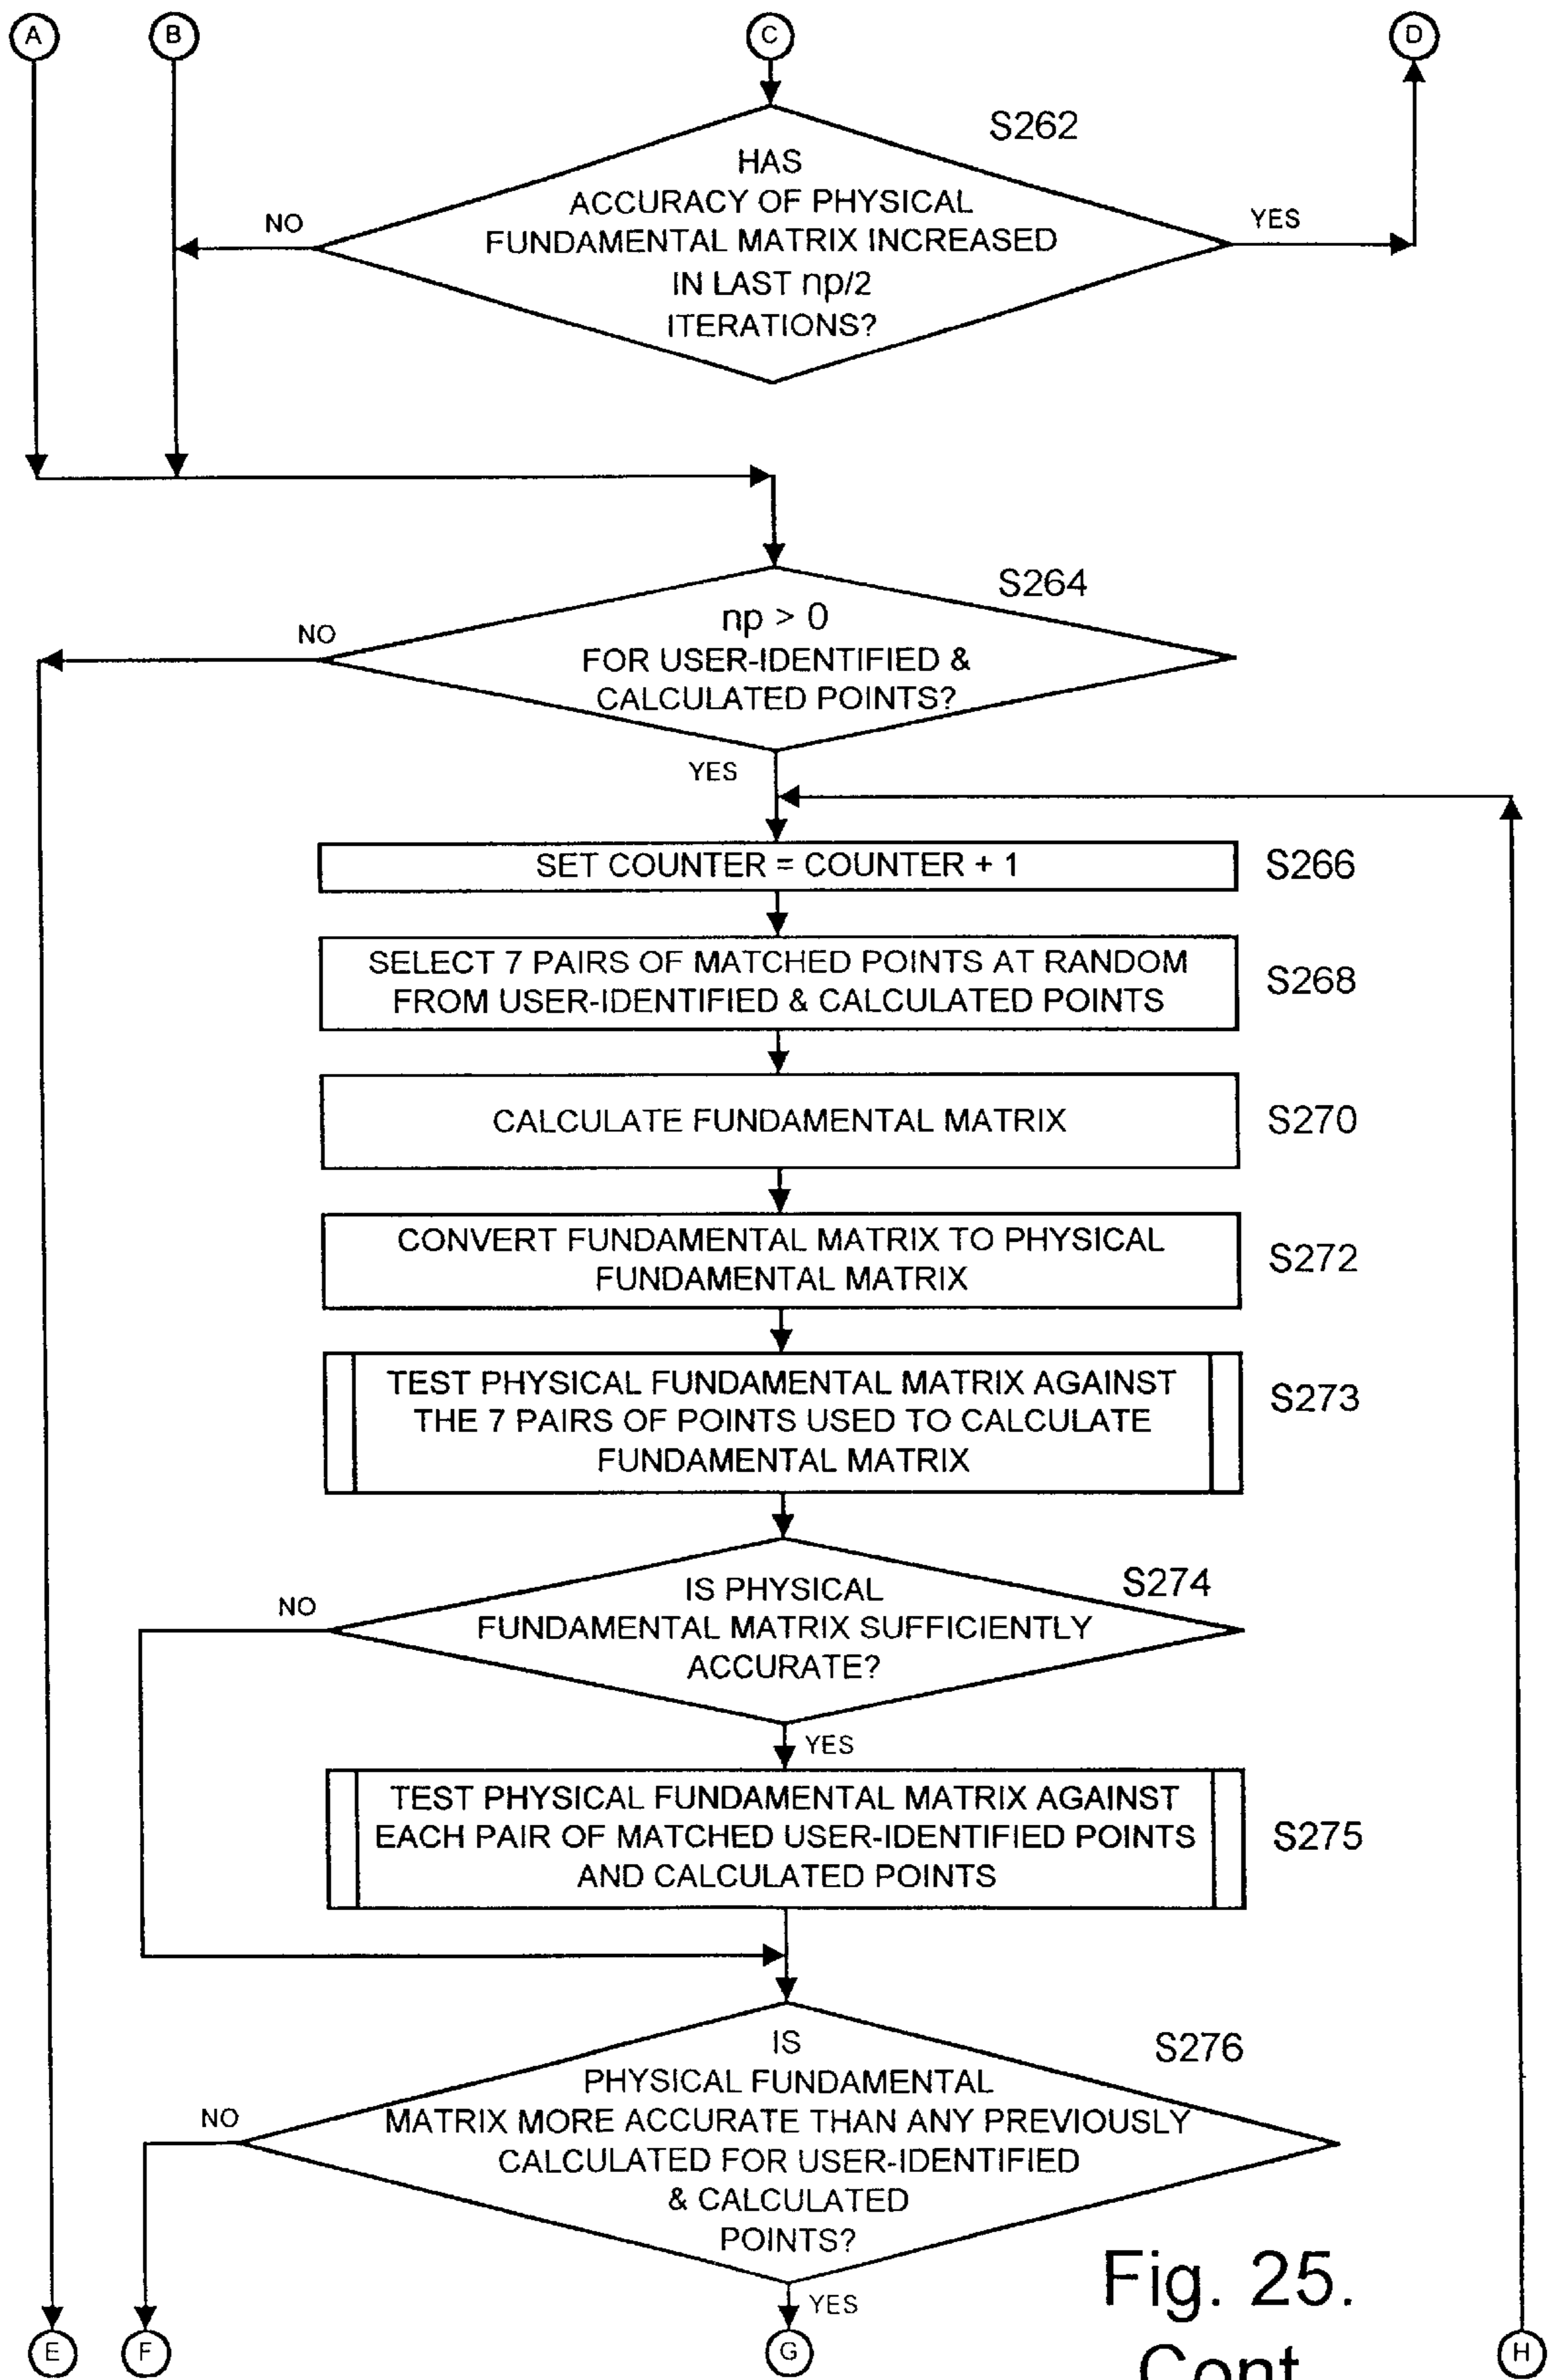 A
B
C
D
S262
HAS
ACCURACY OF PHYSICAL
FUNDAMENTAL MATRIX INCREASED
IN LAST np/2
ITERATIONS?
NO
YES
S264
np > 0
FOR USER-IDENTIFIED &
CALCULATED POINTS?
NO
YES
SET COUNTER = COUNTER + 1
S266
SELECT 7 PAIRS OF MATCHED POINTS AT RANDOM
FROM USER-IDENTIFIED & CALCULATED POINTS
S268
CALCULATE FUNDAMENTAL MATRIX
S270
CONVERT FUNDAMENTAL MATRIX TO PHYSICAL
FUNDAMENTAL MATRIX
S272
TEST PHYSICAL FUNDAMENTAL MATRIX AGAINST
THE 7 PAIRS OF POINTS USED TO CALCULATE
FUNDAMENTAL MATRIX
S273
IS PHYSICAL
FUNDAMENTAL MATRIX SUFFICIENTLY
ACCURATE?
S274
NO
YES
TEST PHYSICAL FUNDAMENTAL MATRIX AGAINST
EACH PAIR OF MATCHED USER-IDENTIFIED POINTS
AND CALCULATED POINTS
S275
IS
PHYSICAL FUNDAMENTAL
MATRIX MORE ACCURATE THAN ANY PREVIOUSLY
CALCULATED FOR USER-IDENTIFIED
& CALCULATED
POINTS?
S276
NO
YES
Fig. 25.
Cont
E
F
G
H